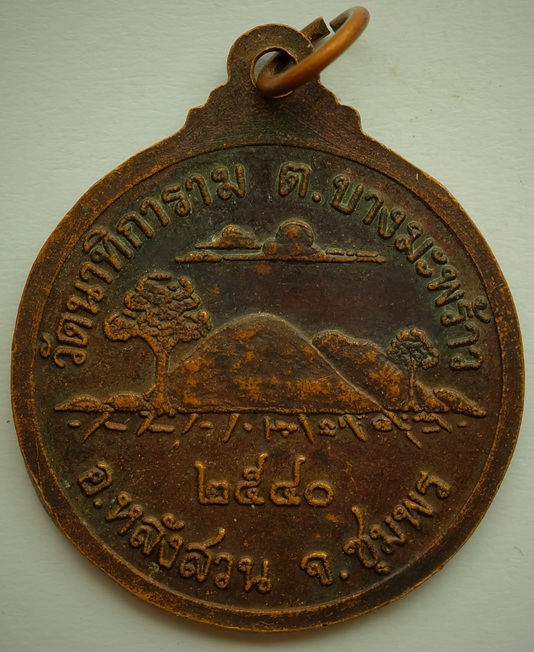 วัดนาทิการาม ต.บางมะพร้าว
๒๕๔๐
อ.หลังสวน จ.ชุมพร